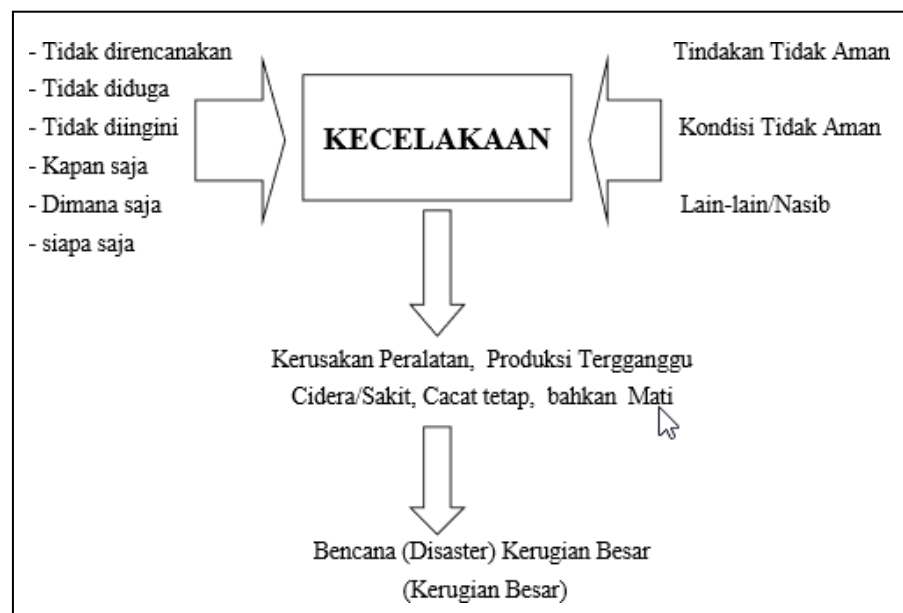 - Tidak direncanakan
- Tidak diduga
- Tidak diingini
- Kapan saja
- Dimana saja
- siapa saja
KECELAKAAN
Tindakan Tidak Aman
Kondisi Tidak Aman
Lain-lain/Nasib
Kerusakan Peralatan, Produksi Tergganggu
Cidera/Sakit, Cacat tetap, bahkan Mati
Bencana (Disaster) Kerugian Besar
(Kerugian Besar)